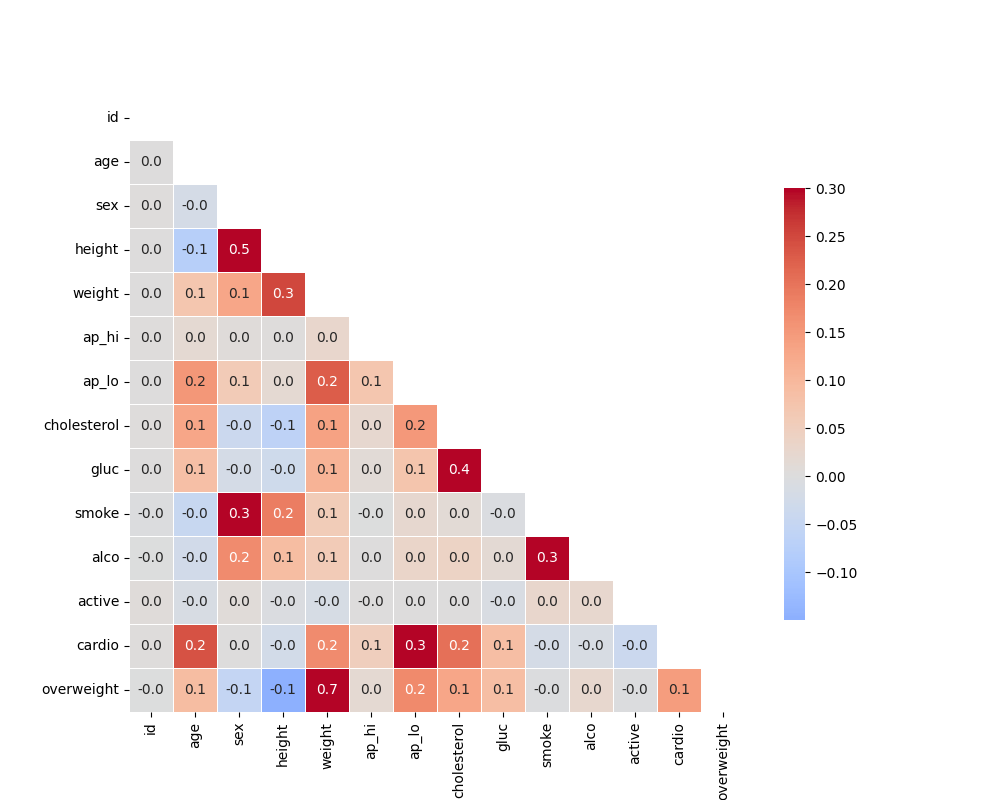 id
age 0.0
sex 0.0 -0.0
height 0.0 -0.1 0.5
weight 0.0 0.1 0.1 0.3
ap_hi 0.0 0.0 0.0 0.0 0.0
ap_lo 0.0 0.2 0.1 0.0 0.2 0.1
cholesterol 0.0 0.1 -0.0 -0.1 0.1 0.0 0.2
gluc 0.0 0.1 -0.0 -0.0 0.1 0.0 0.1 0.4
smoke -0.0 -0.0 0.3 0.2 0.1 -0.0 0.0 0.0 -0.0
alco -0.0 -0.0 0.2 0.1 0.1 0.0 0.0 0.0 0.0 0.3
active 0.0 -0.0 0.0 -0.0 -0.0 -0.0 0.0 0.0 -0.0 0.0 0.0
cardio 0.0 0.2 0.0 -0.0 0.2 0.1 0.3 0.2 0.1 -0.0 -0.0 -0.0
overweight -0.0 0.1 -0.1 -0.1 0.7 0.0 0.2 0.1 0.1 -0.0 0.0 -0.0 0.1
id age sex height weight ap_hi ap_lo cholesterol gluc smoke alco active cardio overweight
0.30
0.25
0.20
0.15
0.10
0.05
0.00
−0.05
−0.10